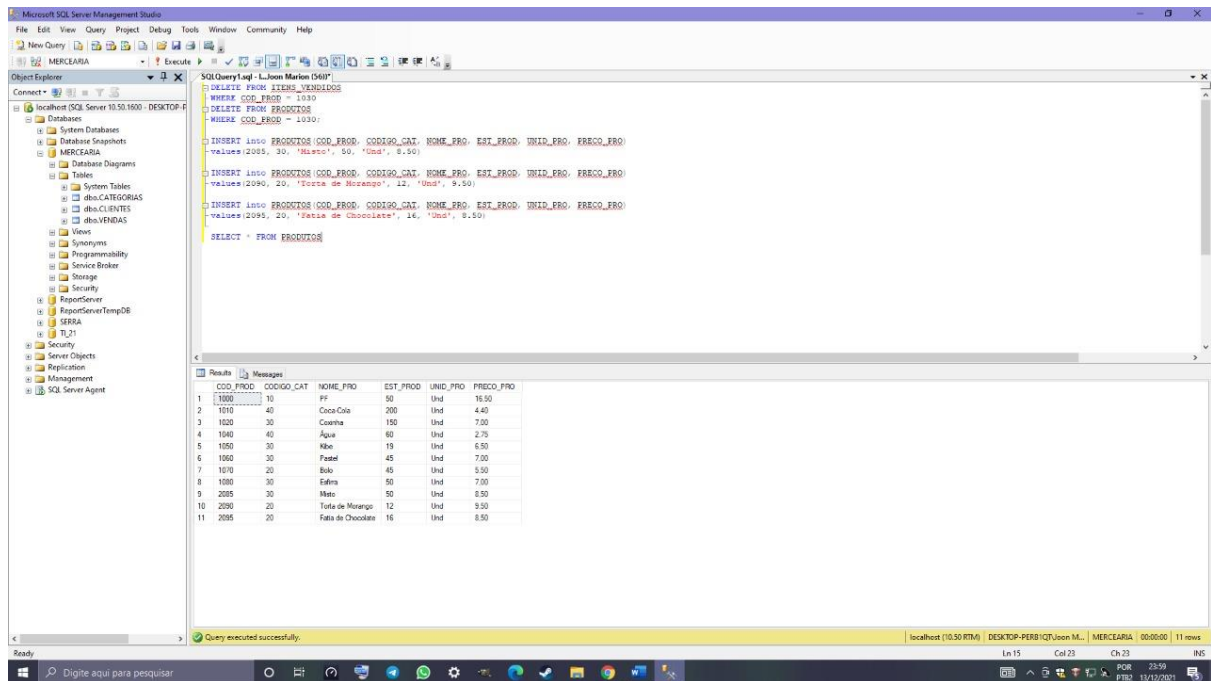 Microsoft SQL Server Management Studio
File Edit View Query Project Debug Tools Window Community Help
New Query
MERCEARIA Execute
Object Explorer
Connect
localhost (SQL Server 10.50.1600 - DESKTOP-P
Databases
System Databases
Database Snapshots
MERCEARIA
Database Diagrams
Tables
System Tables
dbo.CATEGORIAS
dbo.CLIENTES
dbo.VENDAS
Views
Synonyms
Programmability
Service Broker
Storage
Security
ReportServer
ReportServerTempDB
SERRA
TI_21
Security
Server Objects
Replication
Management
SQL Server Agent
SQLQuery1.sql - l...Joon Marion (56))*
DELETE FROM ITENS_VENDIDOS
WHERE COD_PROD = 1030
DELETE FROM PRODUTOS
WHERE COD_PROD = 1030;
INSERT into PRODUTOS(COD_PROD, CODIGO_CAT, NOME_PRO, EST_PROD, UNID_PRO, PRECO_PRO)
values(2085, 30, 'Misto', 50, 'Und', 8.50)
INSERT into PRODUTOS(COD_PROD, CODIGO_CAT, NOME_PRO, EST_PROD, UNID_PRO, PRECO_PRO)
values(2090, 20, 'Torta de Morango', 12, 'Und', 9.50)
INSERT into PRODUTOS(COD_PROD, CODIGO_CAT, NOME_PRO, EST_PROD, UNID_PRO, PRECO_PRO)
values(2095, 20, 'Fatia de Chocolate', 16, 'Und', 8.50)
SELECT * FROM PRODUTOS
Results Messages
COD_PROD CODIGO_CAT NOME_PRO EST_PROD UNID_PRO PRECO_PRO
1 1000 10 PF 50 Und 16.50
2 1010 40 Coca-Cola 200 Und 4.40
3 1020 30 Coxinha 150 Und 7.00
4 1040 40 Água 60 Und 2.75
5 1050 30 Kibe 19 Und 6.50
6 1060 30 Pastel 45 Und 7.00
7 1070 20 Bolo 45 Und 5.50
8 1080 30 Esfirra 50 Und 7.00
9 2085 30 Misto 50 Und 8.50
10 2090 20 Torta de Morango 12 Und 9.50
11 2095 20 Fatia de Chocolate 16 Und 8.50
Query executed successfully. localhost (10.50 RTM) DESKTOP-PERB1QT\Joon M... MERCEARIA 00:00:00 11 rows
Ready Ln 15 Col 23 Ch 23 INS
Digite aqui para pesquisar
POR 23:59
PTB2 13/12/2021